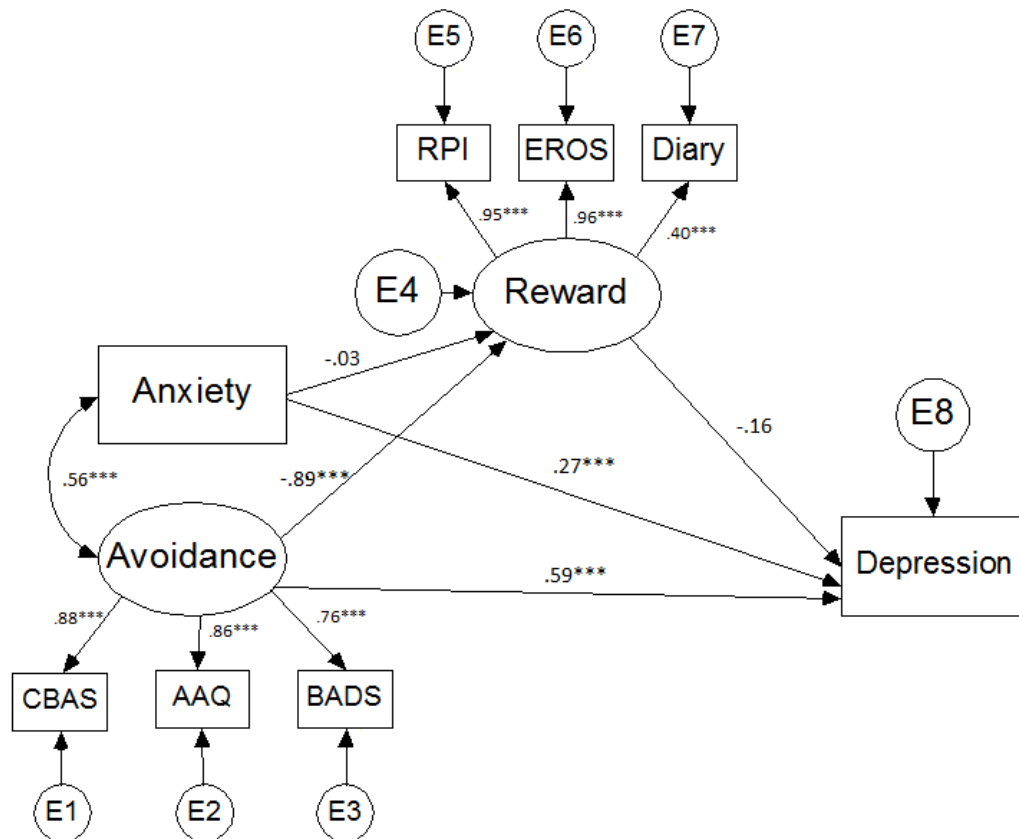 E5
E6
E7
RPI
EROS
Diary
.95***
.96***
.40***
E4
Reward
-.03
Anxiety
-.16
E8
.56***
-.89***
.27***
Avoidance
.59***
Depression
.88***
.86***
.76***
CBAS
AAQ
BADS
E1
E2
E3